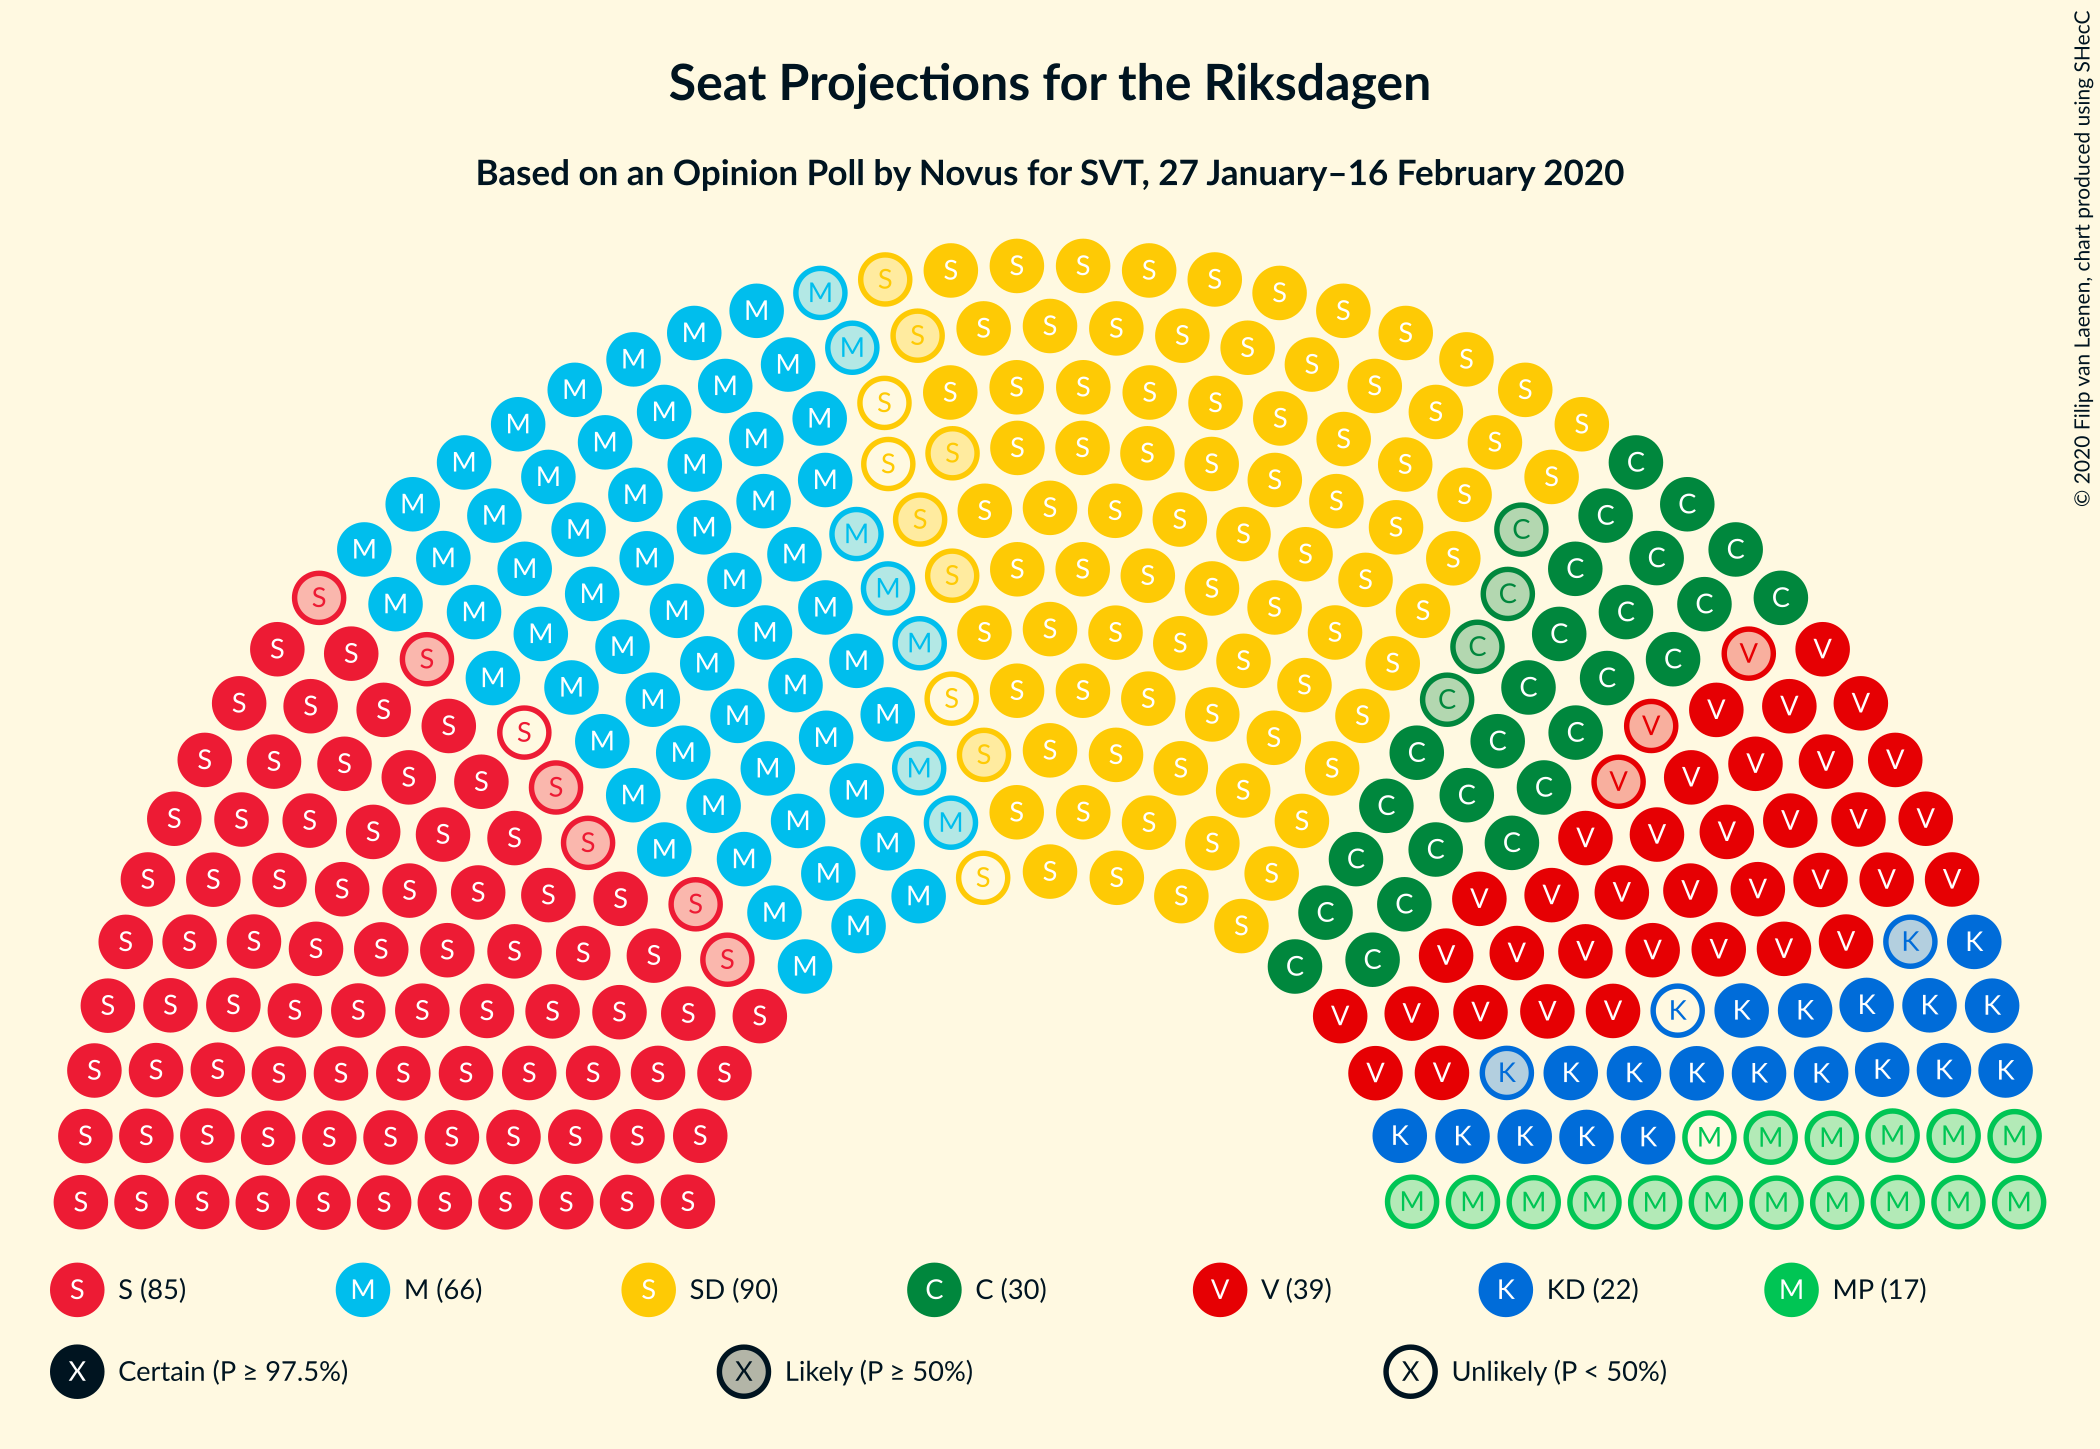 Seat Projections for the Riksdagen
Based on an Opinion Poll by Novus for SVT, 27 January–16 February 2020
© 2020 Filip van Laenen, chart produced using SHecC
S S (85) M M (66) S SD (90) C C (30) V V (39) K KD (22) M MP (17)
X Certain (P ≥ 97.5%) X Likely (P ≥ 50%) X Unlikely (P < 50%)